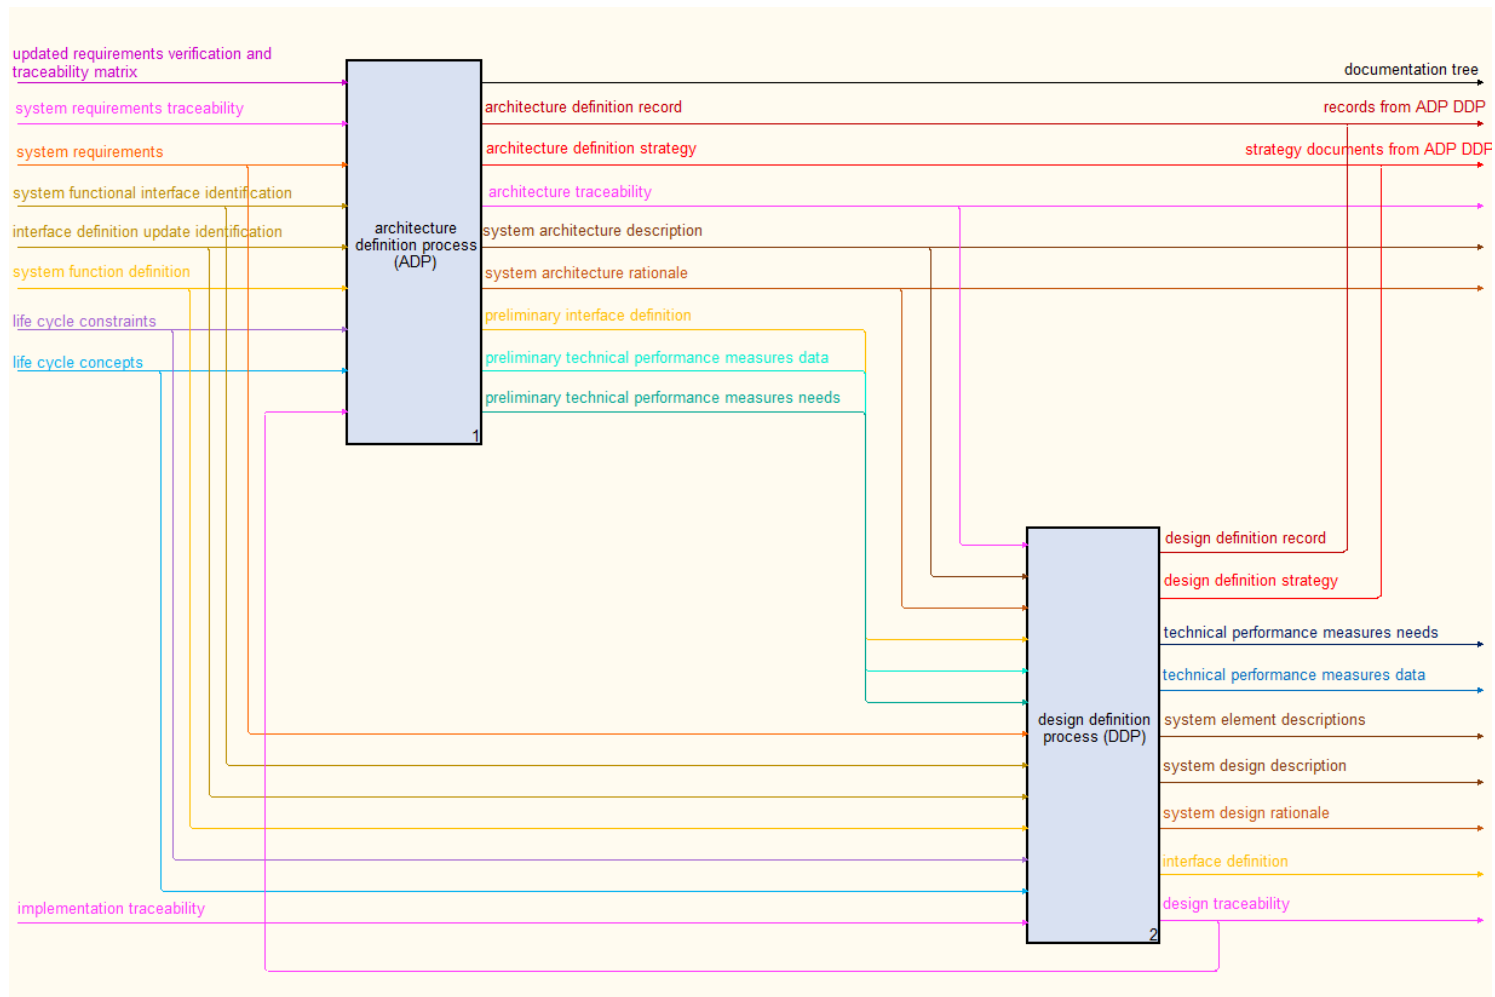 updated requirements verification and
traceability matrix
system requirements traceability
system requirements
system functional interface identification
interface definition update identification
system function definition
life cycle constraints
life cycle concepts
architecture
definition process
(ADP)
1
documentation tree
architecture definition record
records from ADP DDP
architecture definition strategy
strategy documents from ADP DDP
architecture traceability
system architecture description
system architecture rationale
preliminary interface definition
preliminary technical performance measures data
preliminary technical performance measures needs
implementation traceability
design definition
process (DDP)
2
design definition record
design definition strategy
technical performance measures needs
technical performance measures data
system element descriptions
system design description
system design rationale
interface definition
design traceability